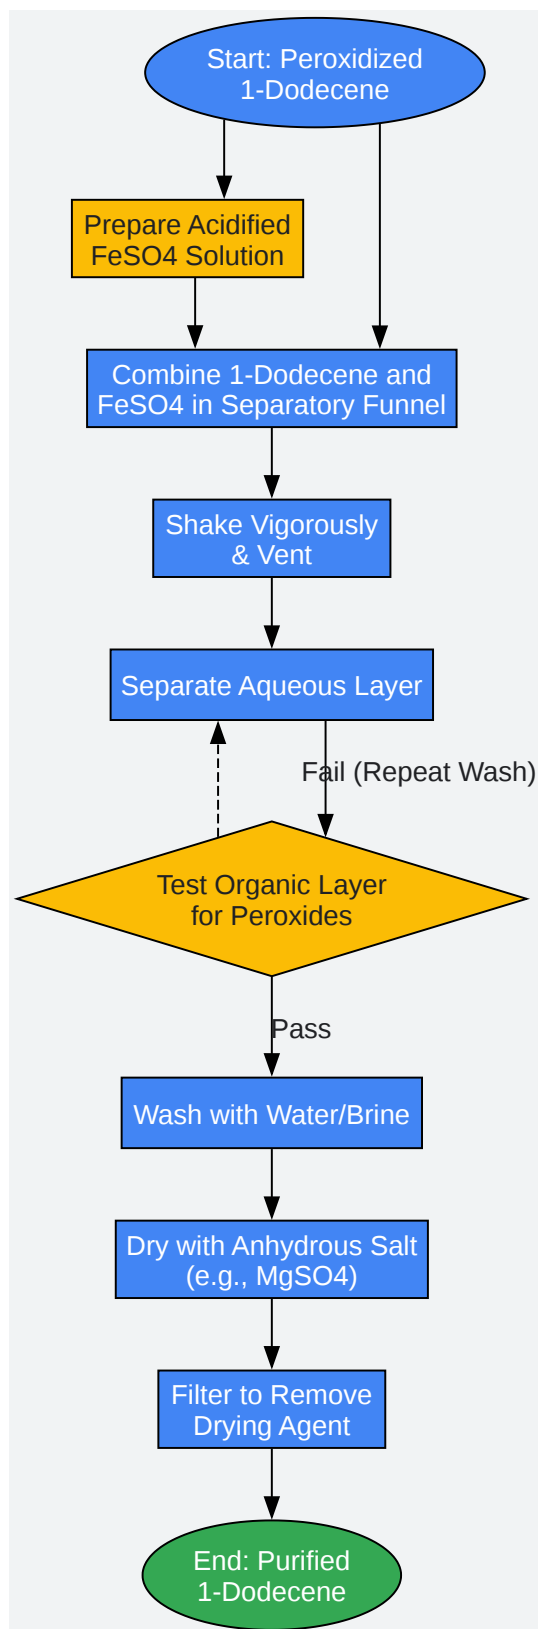 Start: Peroxidized
1-Dodecene
Prepare Acidified
FeSO4 Solution
Combine 1-Dodecene and
FeSO4 in Separatory Funnel
Shake Vigorously
& Vent
Separate Aqueous Layer
Fail (Repeat Wash)
Test Organic Layer
for Peroxides
Pass
Wash with Water/Brine
Dry with Anhydrous Salt
(e.g., MgSO4)
Filter to Remove
Drying Agent
End: Purified
1-Dodecene